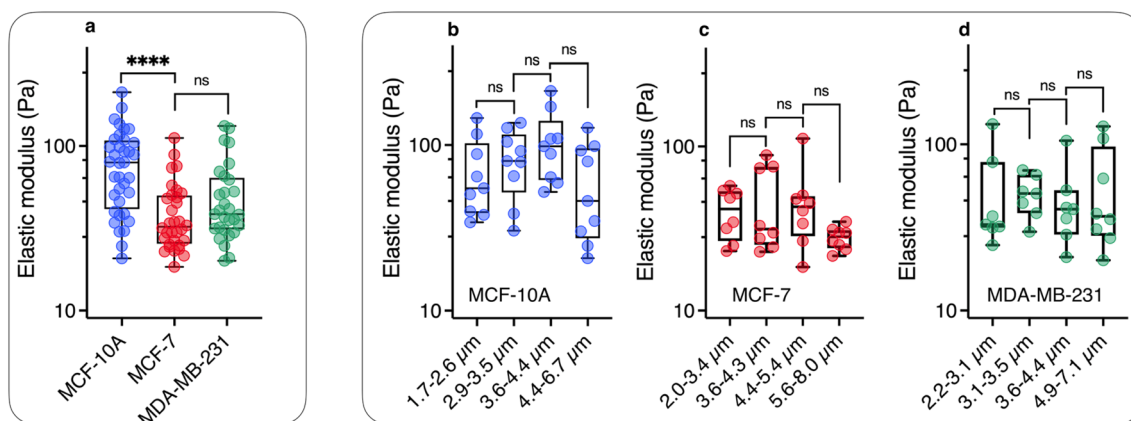 a
Elastic modulus (Pa)
100
10
****
ns
MCF-10A
MCF-7
MDA-MB-231
b
Elastic modulus (Pa)
100
10
ns
ns
ns
MCF-10A
1.7-2.6 μm
2.9-3.5 μm
3.6-4.4 μm
4.4-6.7 μm
c
Elastic modulus (Pa)
100
10
ns
ns
ns
MCF-7
2.0-3.4 μm
3.6-4.3 μm
4.4-5.4 μm
5.6-8.0 μm
d
Elastic modulus (Pa)
100
10
ns
ns
ns
MDA-MB-231
2.2-3.1 μm
3.1-3.5 μm
3.6-4.4 μm
4.9-7.1 μm